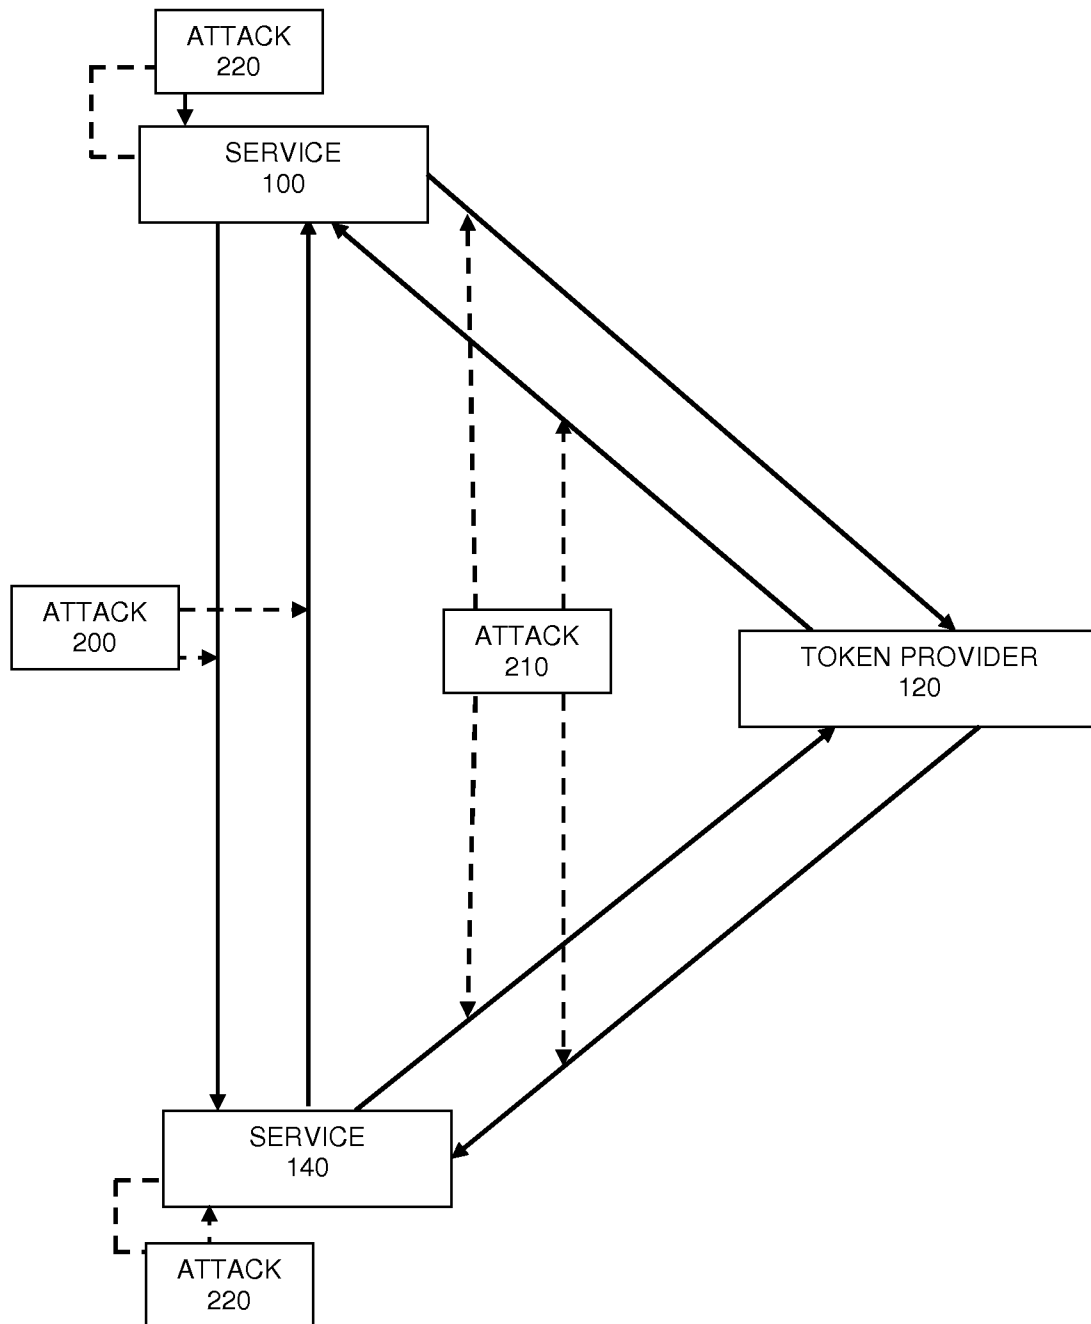 ATTACK
220
SERVICE
100
ATTACK
200
ATTACK
210
TOKEN PROVIDER
120
SERVICE
140
ATTACK
220